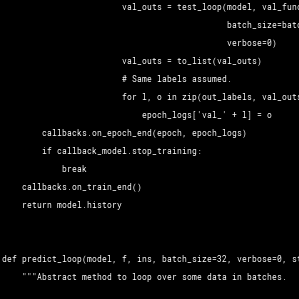 val_outs = test_loop(model, val_func
batch_size=batc
verbose=0)
val_outs = to_list(val_outs)
# Same labels assumed.
for l, o in zip(out_labels, val_outs
epoch_logs['val_' + l] = o
callbacks.on_epoch_end(epoch, epoch_logs)
if callback_model.stop_training:
break
callbacks.on_train_end()
return model.history
def predict_loop(model, f, ins, batch_size=32, verbose=0, st
"""Abstract method to loop over some data in batches.